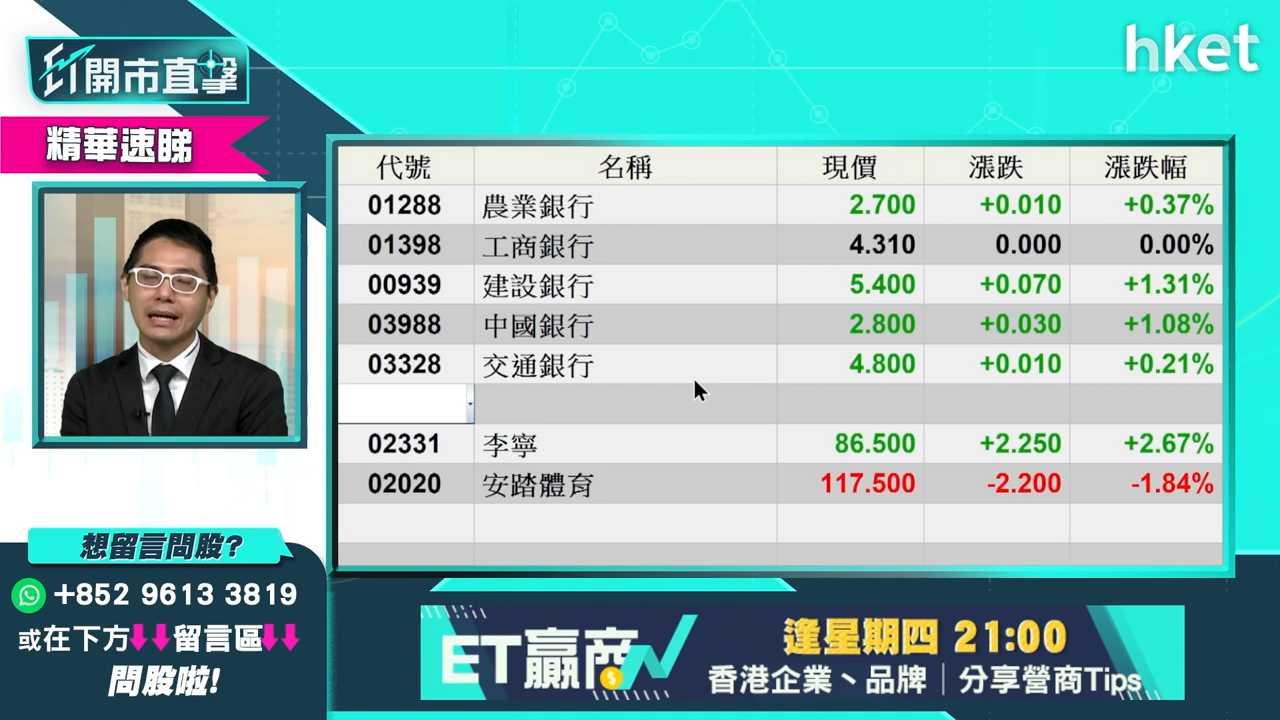 ET開市直擊
hket
精華速睇
代號 名稱 現價 漲跌 漲跌幅
01288 農業銀行 2.700 +0.010 +0.37%
01398 工商銀行 4.310 0.000 0.00%
00939 建設銀行 5.400 +0.070 +1.31%
03988 中國銀行 2.800 +0.030 +1.08%
03328 交通銀行 4.800 +0.010 +0.21%
02331 李寧 86.500 +2.250 +2.67%
02020 安踏體育 117.500 -2.200 -1.84%
想留言問股?
+852 9613 3819
或在下方留言區
問股啦!
ET贏商
逢星期四 21:00
香港企業、品牌｜分享營商Tips